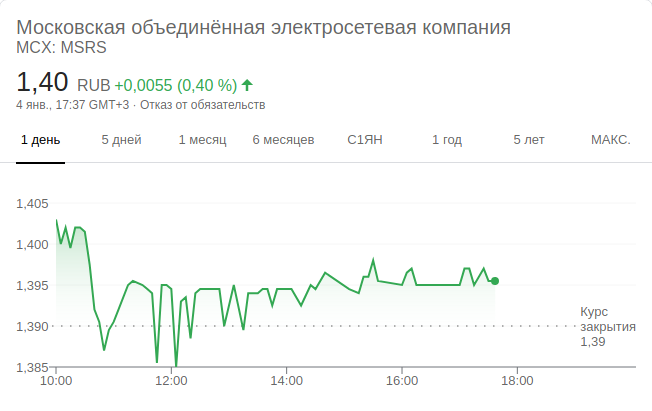 Московская объединённая электросетевая компания
MCX: MSRS
1,40 RUB +0,0055 (0,40 %)
4 янв., 17:37 GMT+3 · Отказ от обязательств
1 день 5 дней 1 месяц 6 месяцев С1ЯН 1 год 5 лет МАКС.
1,405
1,400
1,395
1,390
1,385
Курс
закрытия
1,39
10:00 12:00 14:00 16:00 18:00